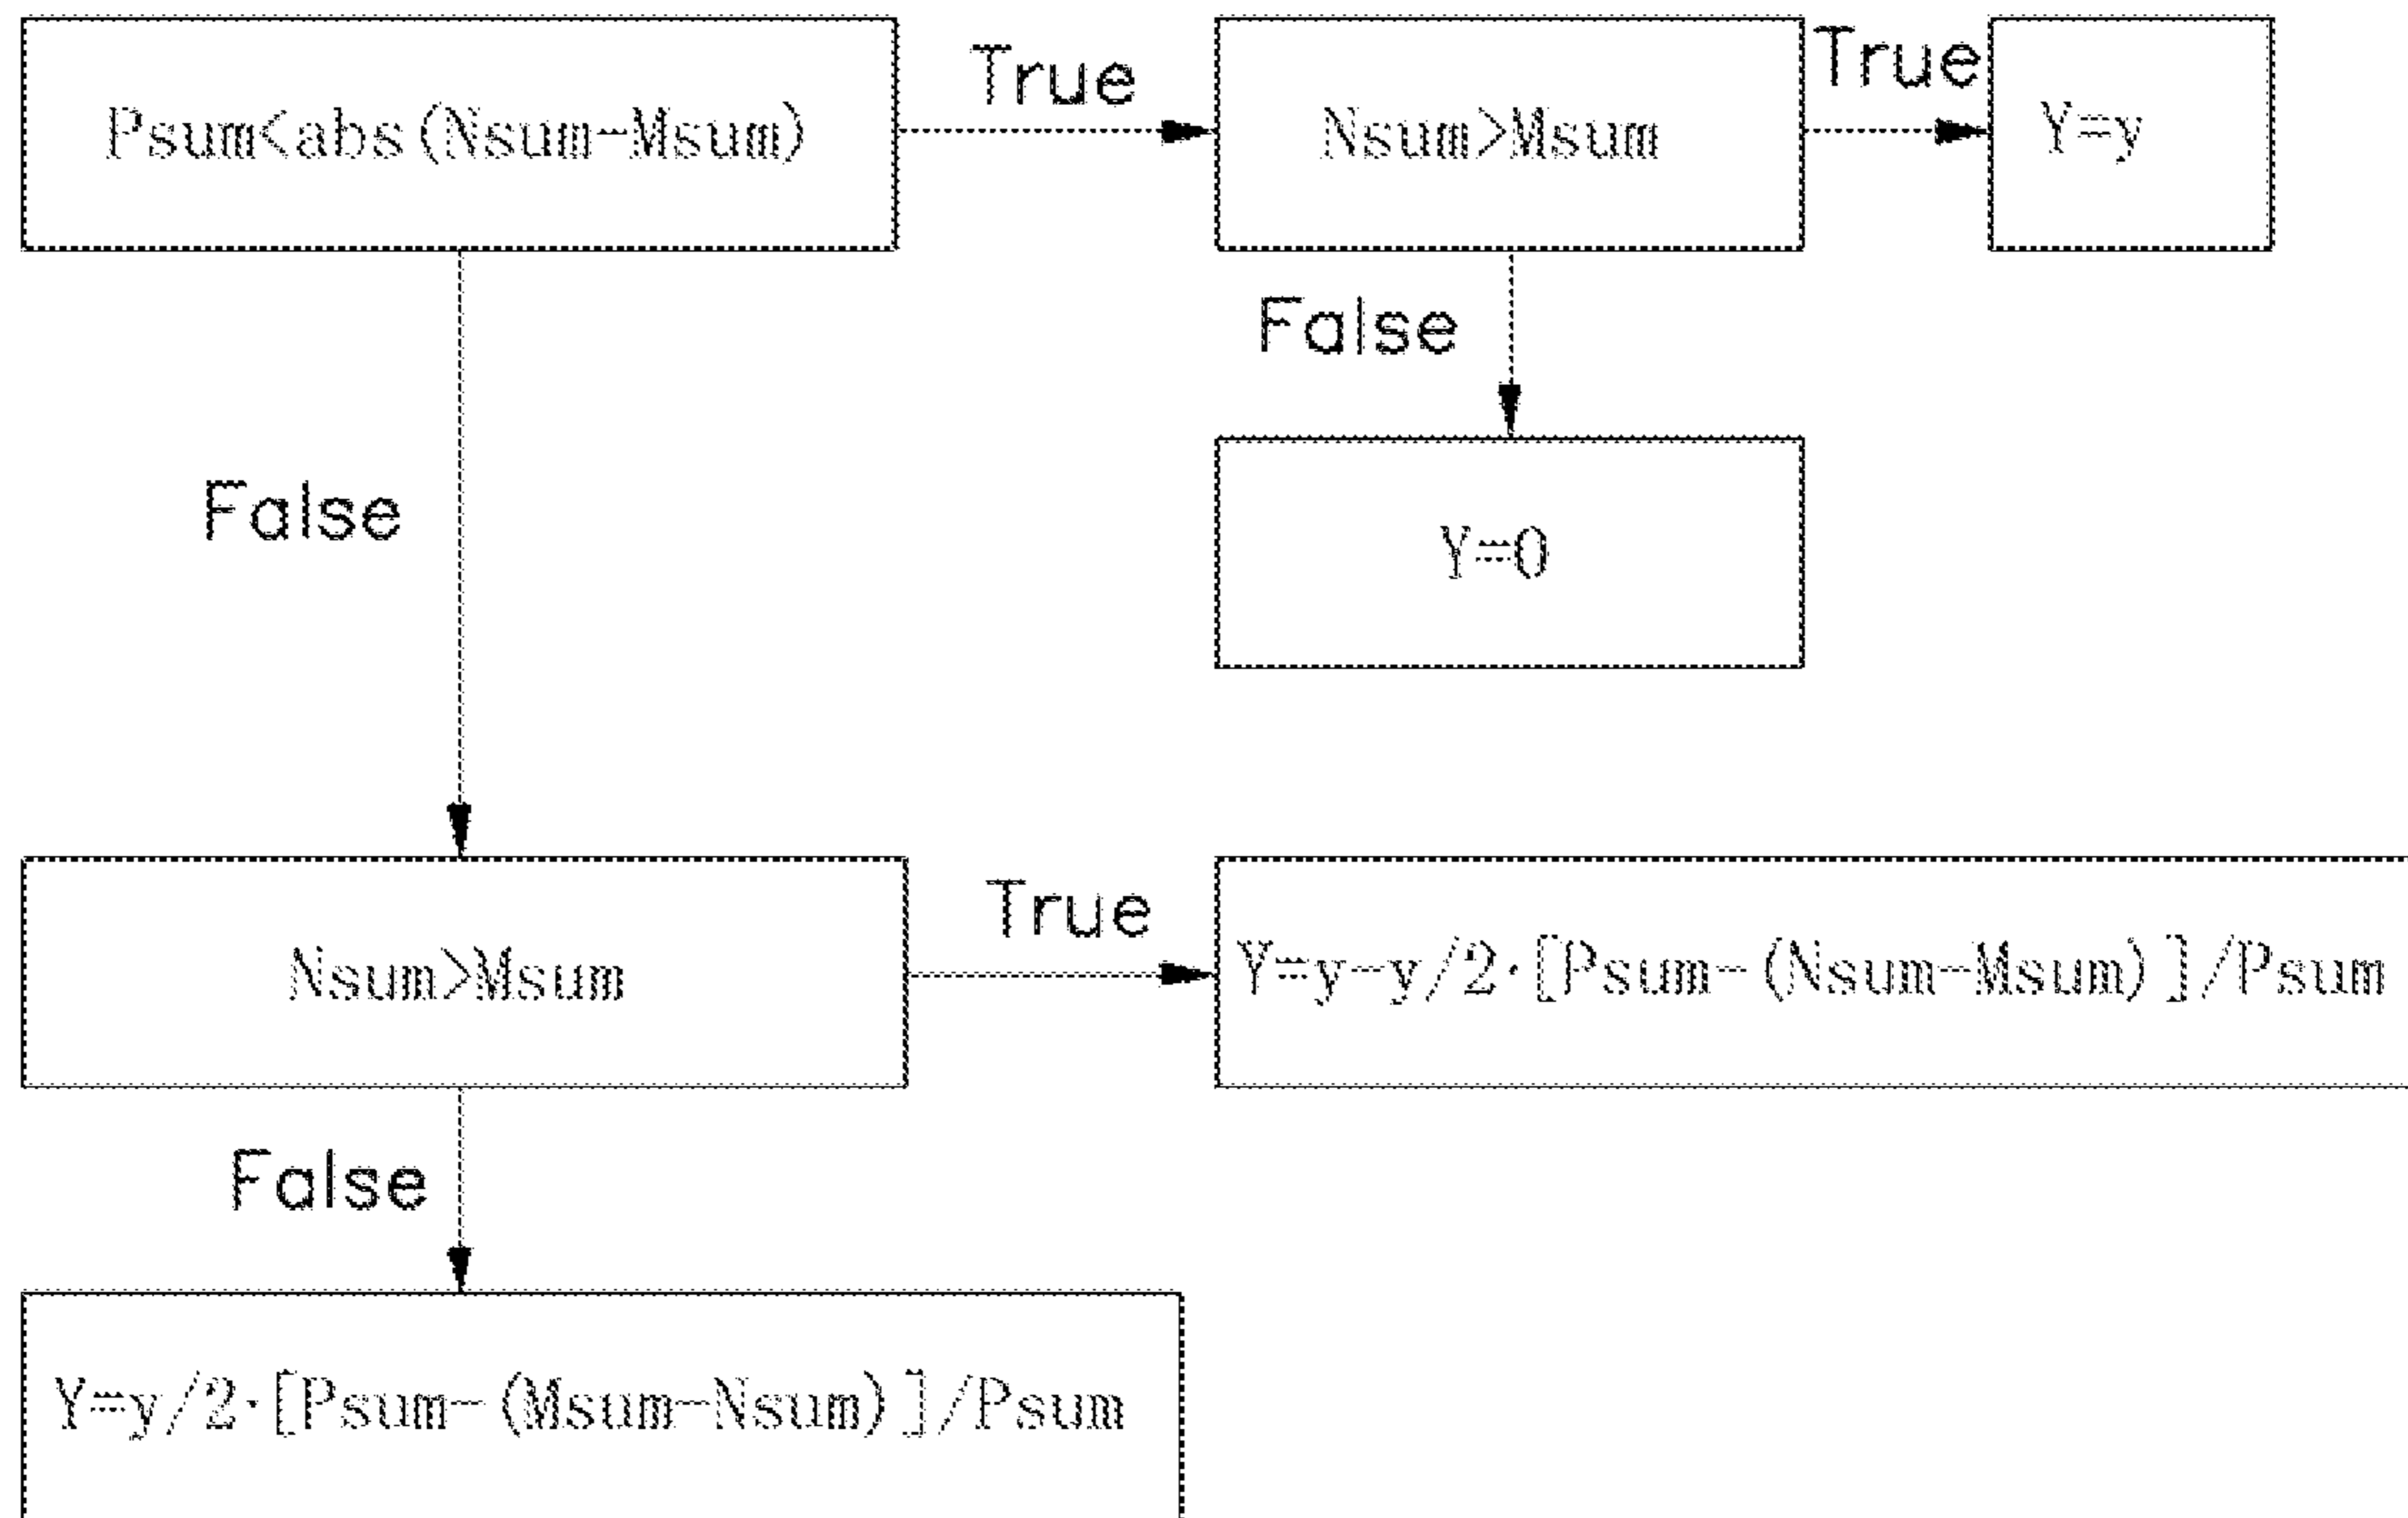 Psum<abs(Nsum-Msum)
True
Nsum>Msum
True
Y=y
False
Y=0
False
Nsum>Msum
True
Y=y-y/2·[Psum-(Nsum-Msum)]/Psum
False
Y=y/2·[Psum-(Msum-Nsum)]/Psum